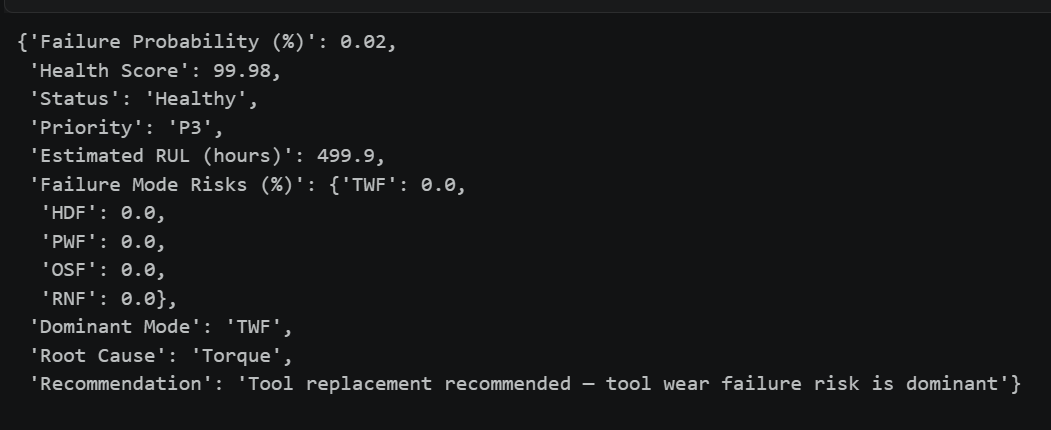 {'Failure Probability (%)': 0.02,
'Health Score': 99.98,
'Status': 'Healthy',
'Priority': 'P3',
'Estimated RUL (hours)': 499.9,
'Failure Mode Risks (%)': {'TWF': 0.0,
'HDF': 0.0,
'PWF': 0.0,
'OSF': 0.0,
'RNF': 0.0},
'Dominant Mode': 'TWF',
'Root Cause': 'Torque',
'Recommendation': 'Tool replacement recommended — tool wear failure risk is dominant'}